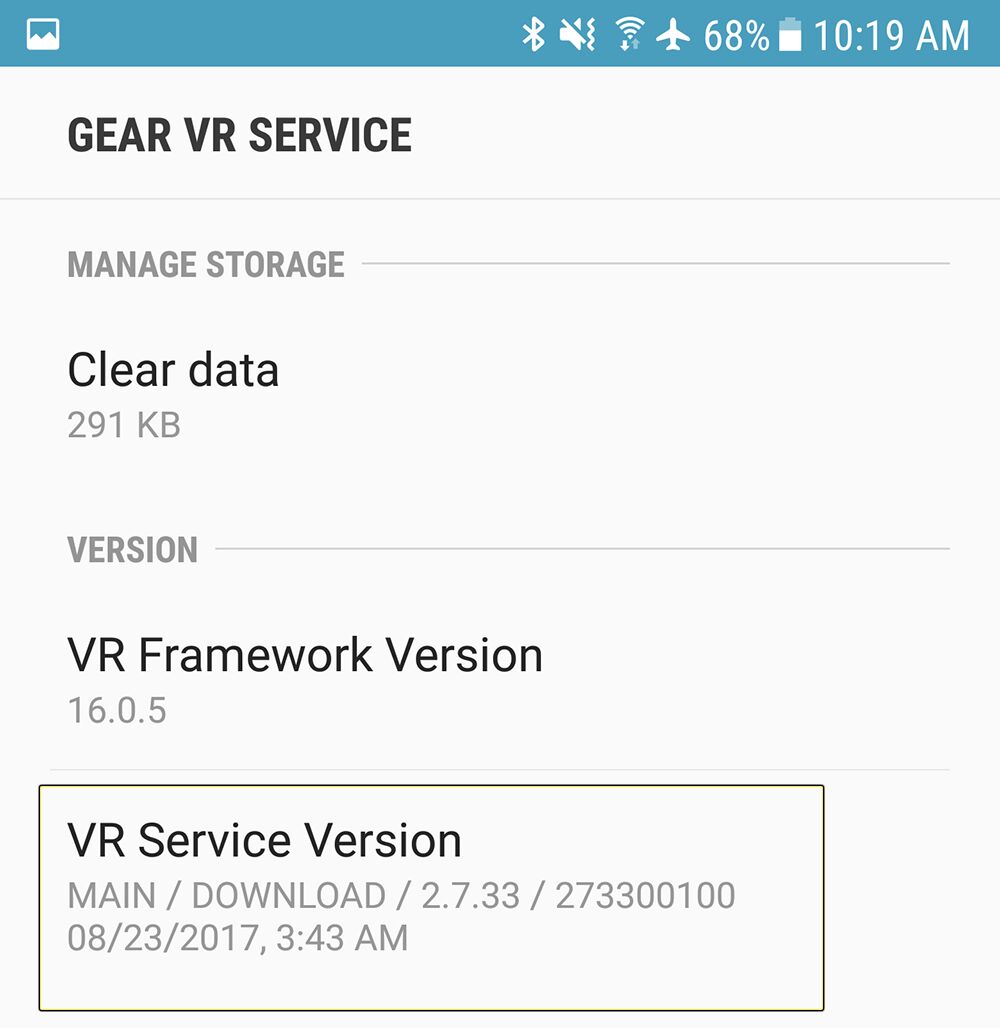 68% 10:19 AM
GEAR VR SERVICE
MANAGE STORAGE
Clear data
291 KB
VERSION
VR Framework Version
16.0.5
VR Service Version
MAIN / DOWNLOAD / 2.7.33 / 273300100
08/23/2017, 3:43 AM